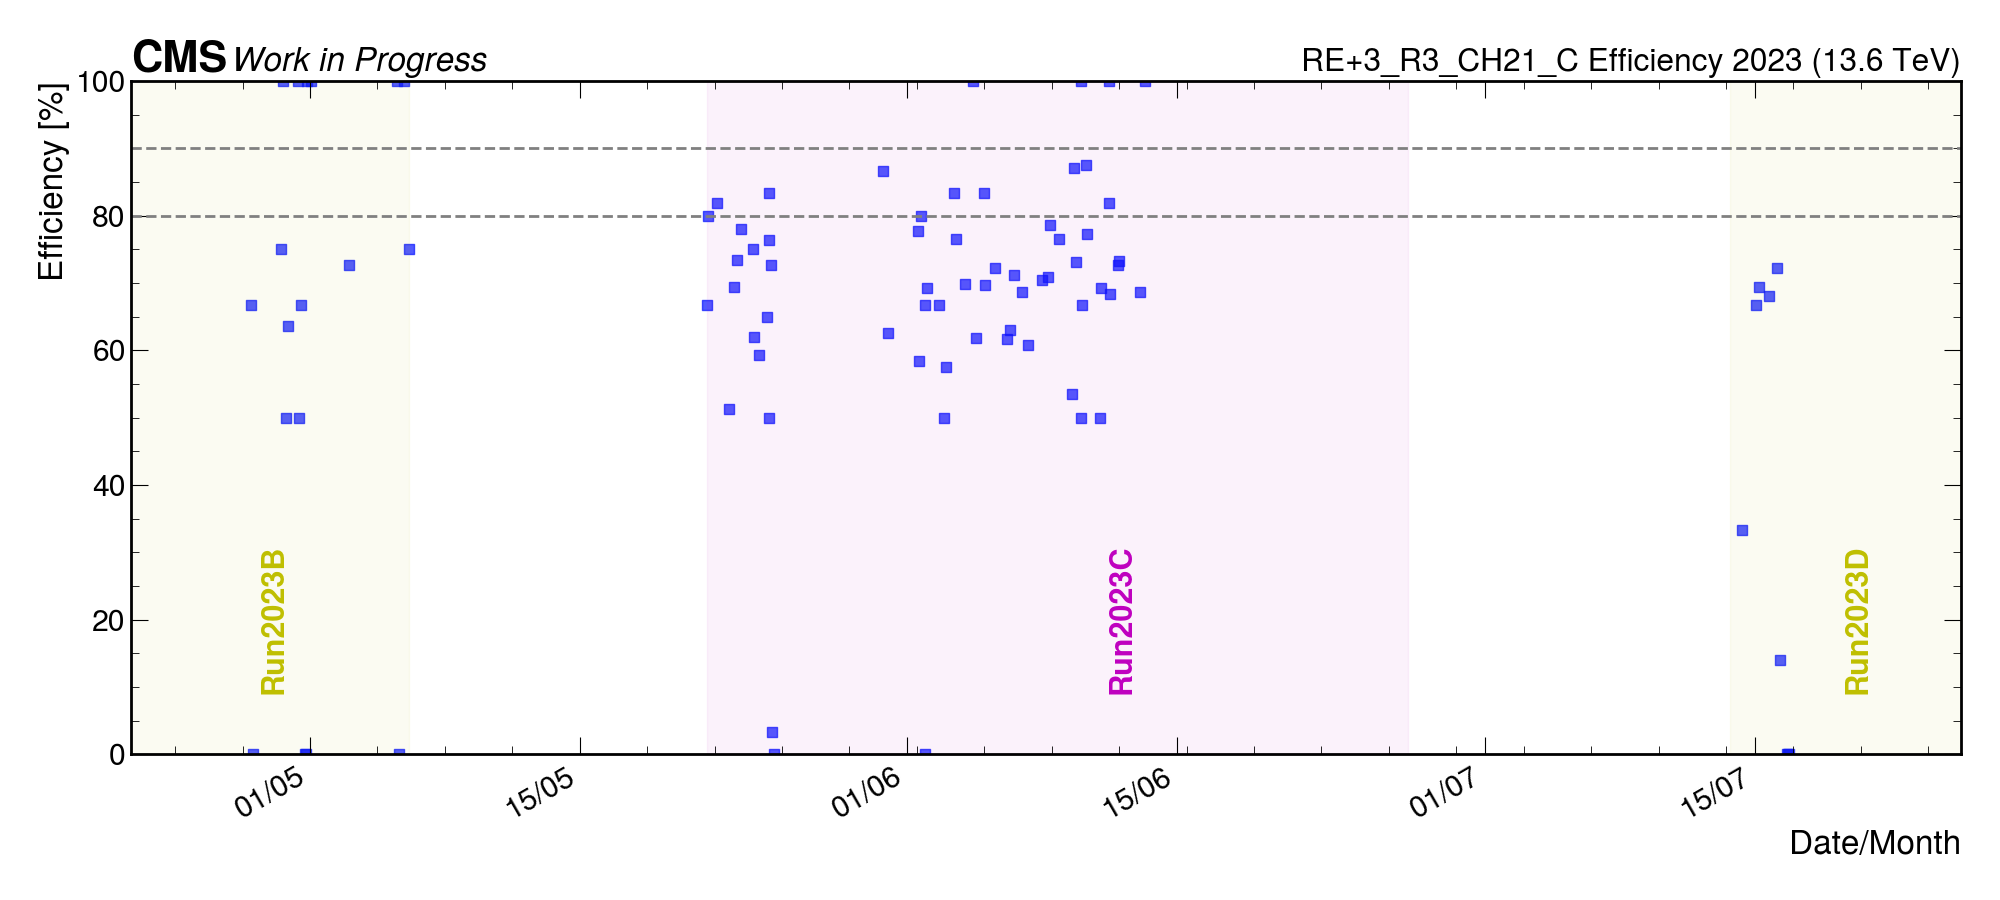 CMS Work in Progress
RE+3_R3_CH21_C Efficiency 2023 (13.6 TeV)
Efficiency [%]
100
80
60
40
20
0
Run2023B
Run2023C
Run2023D
01/05
15/05
01/06
15/06
01/07
15/07
Date/Month